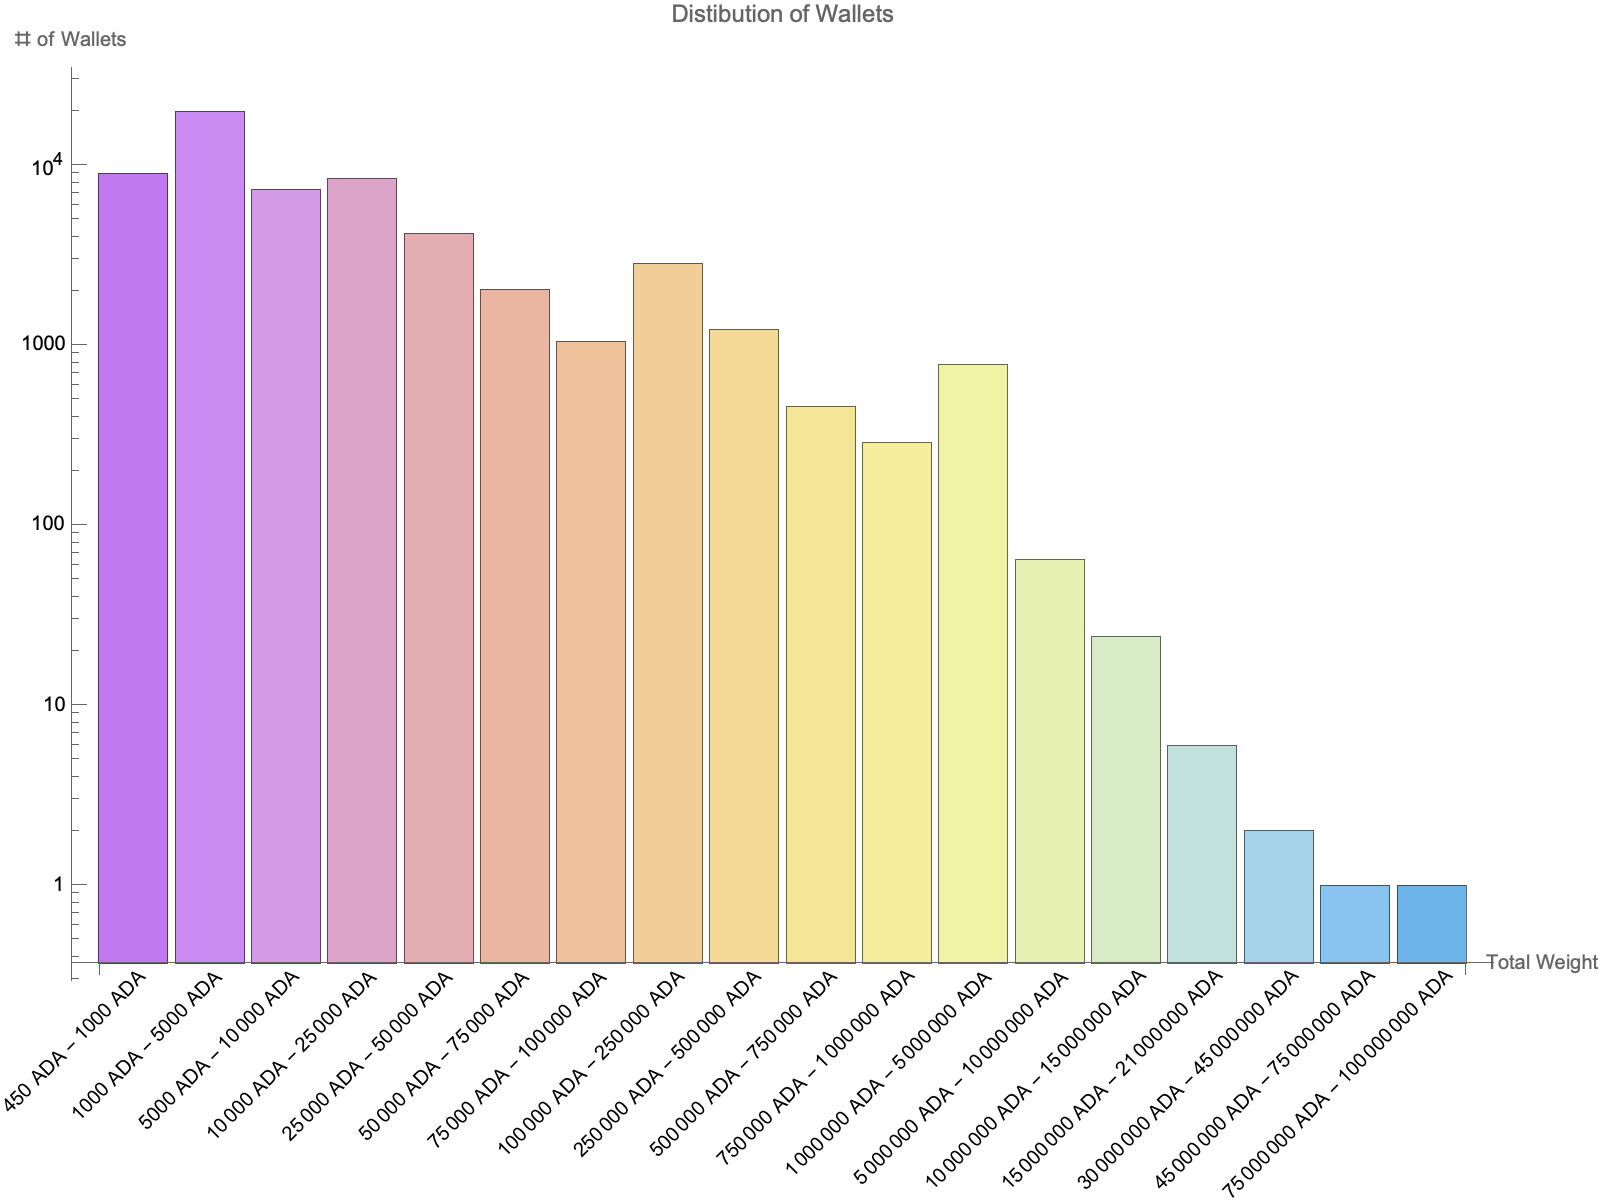 Distibution of Wallets
# of Wallets
10^4
1000
100
10
1
Total Weight
450 ADA – 1000 ADA
1000 ADA – 5000 ADA
5000 ADA – 10 000 ADA
10 000 ADA – 25 000 ADA
25 000 ADA – 50 000 ADA
50 000 ADA – 75 000 ADA
75 000 ADA – 100 000 ADA
100 000 ADA – 250 000 ADA
250 000 ADA – 500 000 ADA
500 000 ADA – 750 000 ADA
750 000 ADA – 1 000 000 ADA
1 000 000 ADA – 5 000 000 ADA
5 000 000 ADA – 10 000 000 ADA
10 000 000 ADA – 15 000 000 ADA
15 000 000 ADA – 21 000 000 ADA
30 000 000 ADA – 45 000 000 ADA
45 000 000 ADA – 75 000 000 ADA
75 000 000 ADA – 100 000 000 ADA